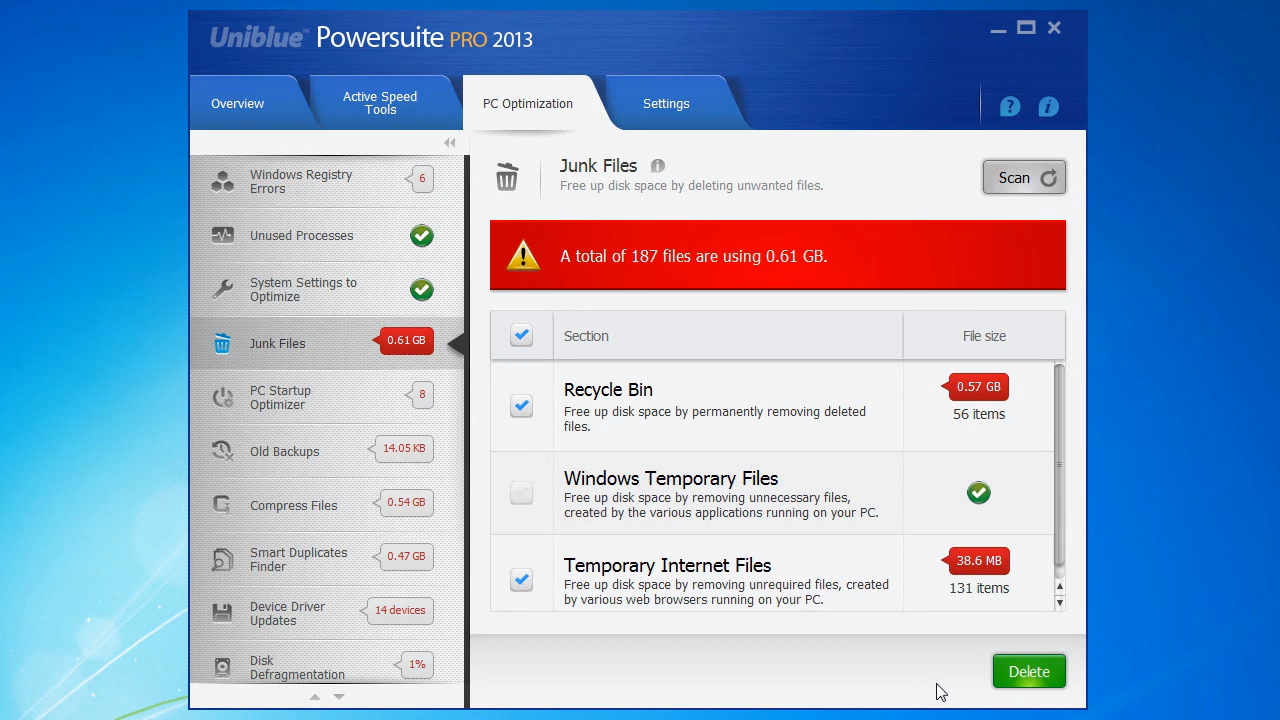 Uniblue™ Powersuite PRO 2013
Overview
Active Speed
Tools
PC Optimization
Settings
?
i
Windows Registry
Errors
6
Unused Processes
System Settings to
Optimize
Junk Files
0.61 GB
PC Startup
Optimizer
8
Old Backups
14.05 KB
Compress Files
0.54 GB
Smart Duplicates
Finder
0.47 GB
Device Driver
Updates
14 devices
Disk
Defragmentation
1%
Junk Files
i
Free up disk space by deleting unwanted files.
Scan
A total of 187 files are using 0.61 GB.
Section
File size
Recycle Bin
Free up disk space by permanently removing deleted
files.
0.57 GB
56 items
Windows Temporary Files
Free up disk space by removing unnecessary files,
created by the various applications running on your PC.
Temporary Internet Files
Free up disk space by removing unrequired files, created
by various web browsers running on your PC.
38.6 MB
131 items
Delete